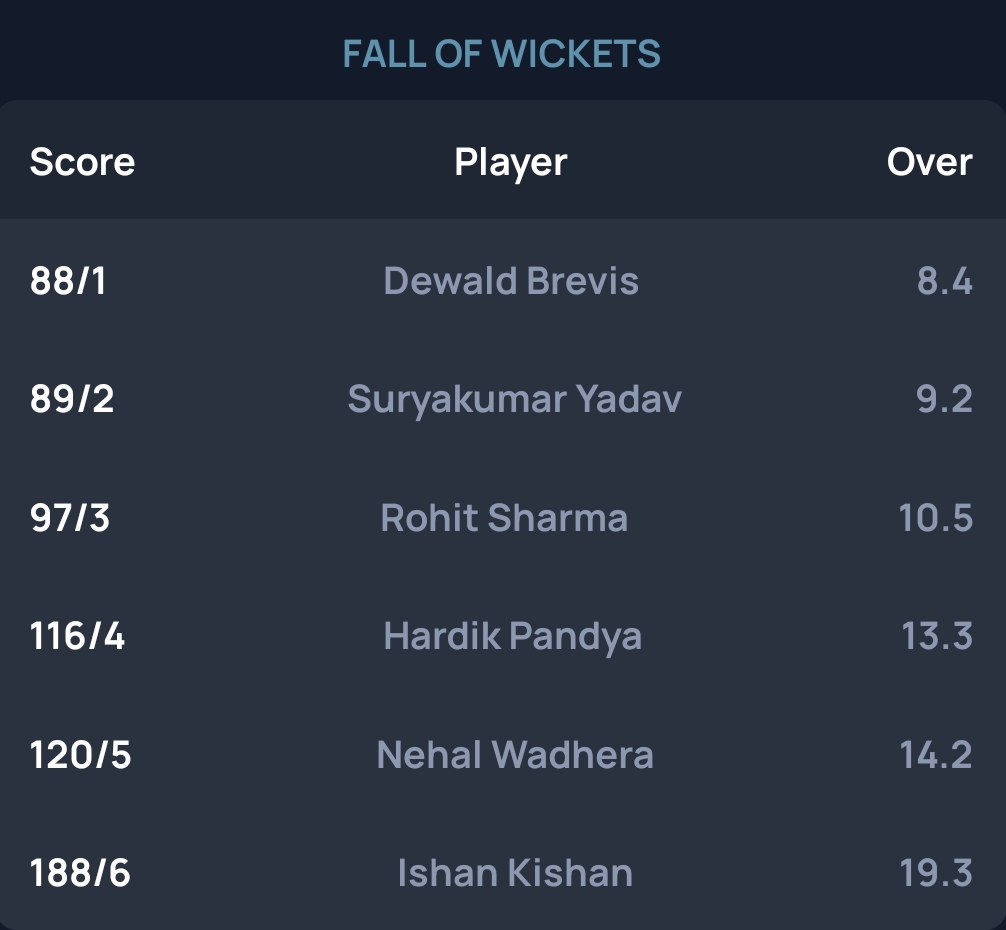 FALL OF WICKETS
Score Player Over
88/1 Dewald Brevis 8.4
89/2 Suryakumar Yadav 9.2
97/3 Rohit Sharma 10.5
116/4 Hardik Pandya 13.3
120/5 Nehal Wadhera 14.2
188/6 Ishan Kishan 19.3